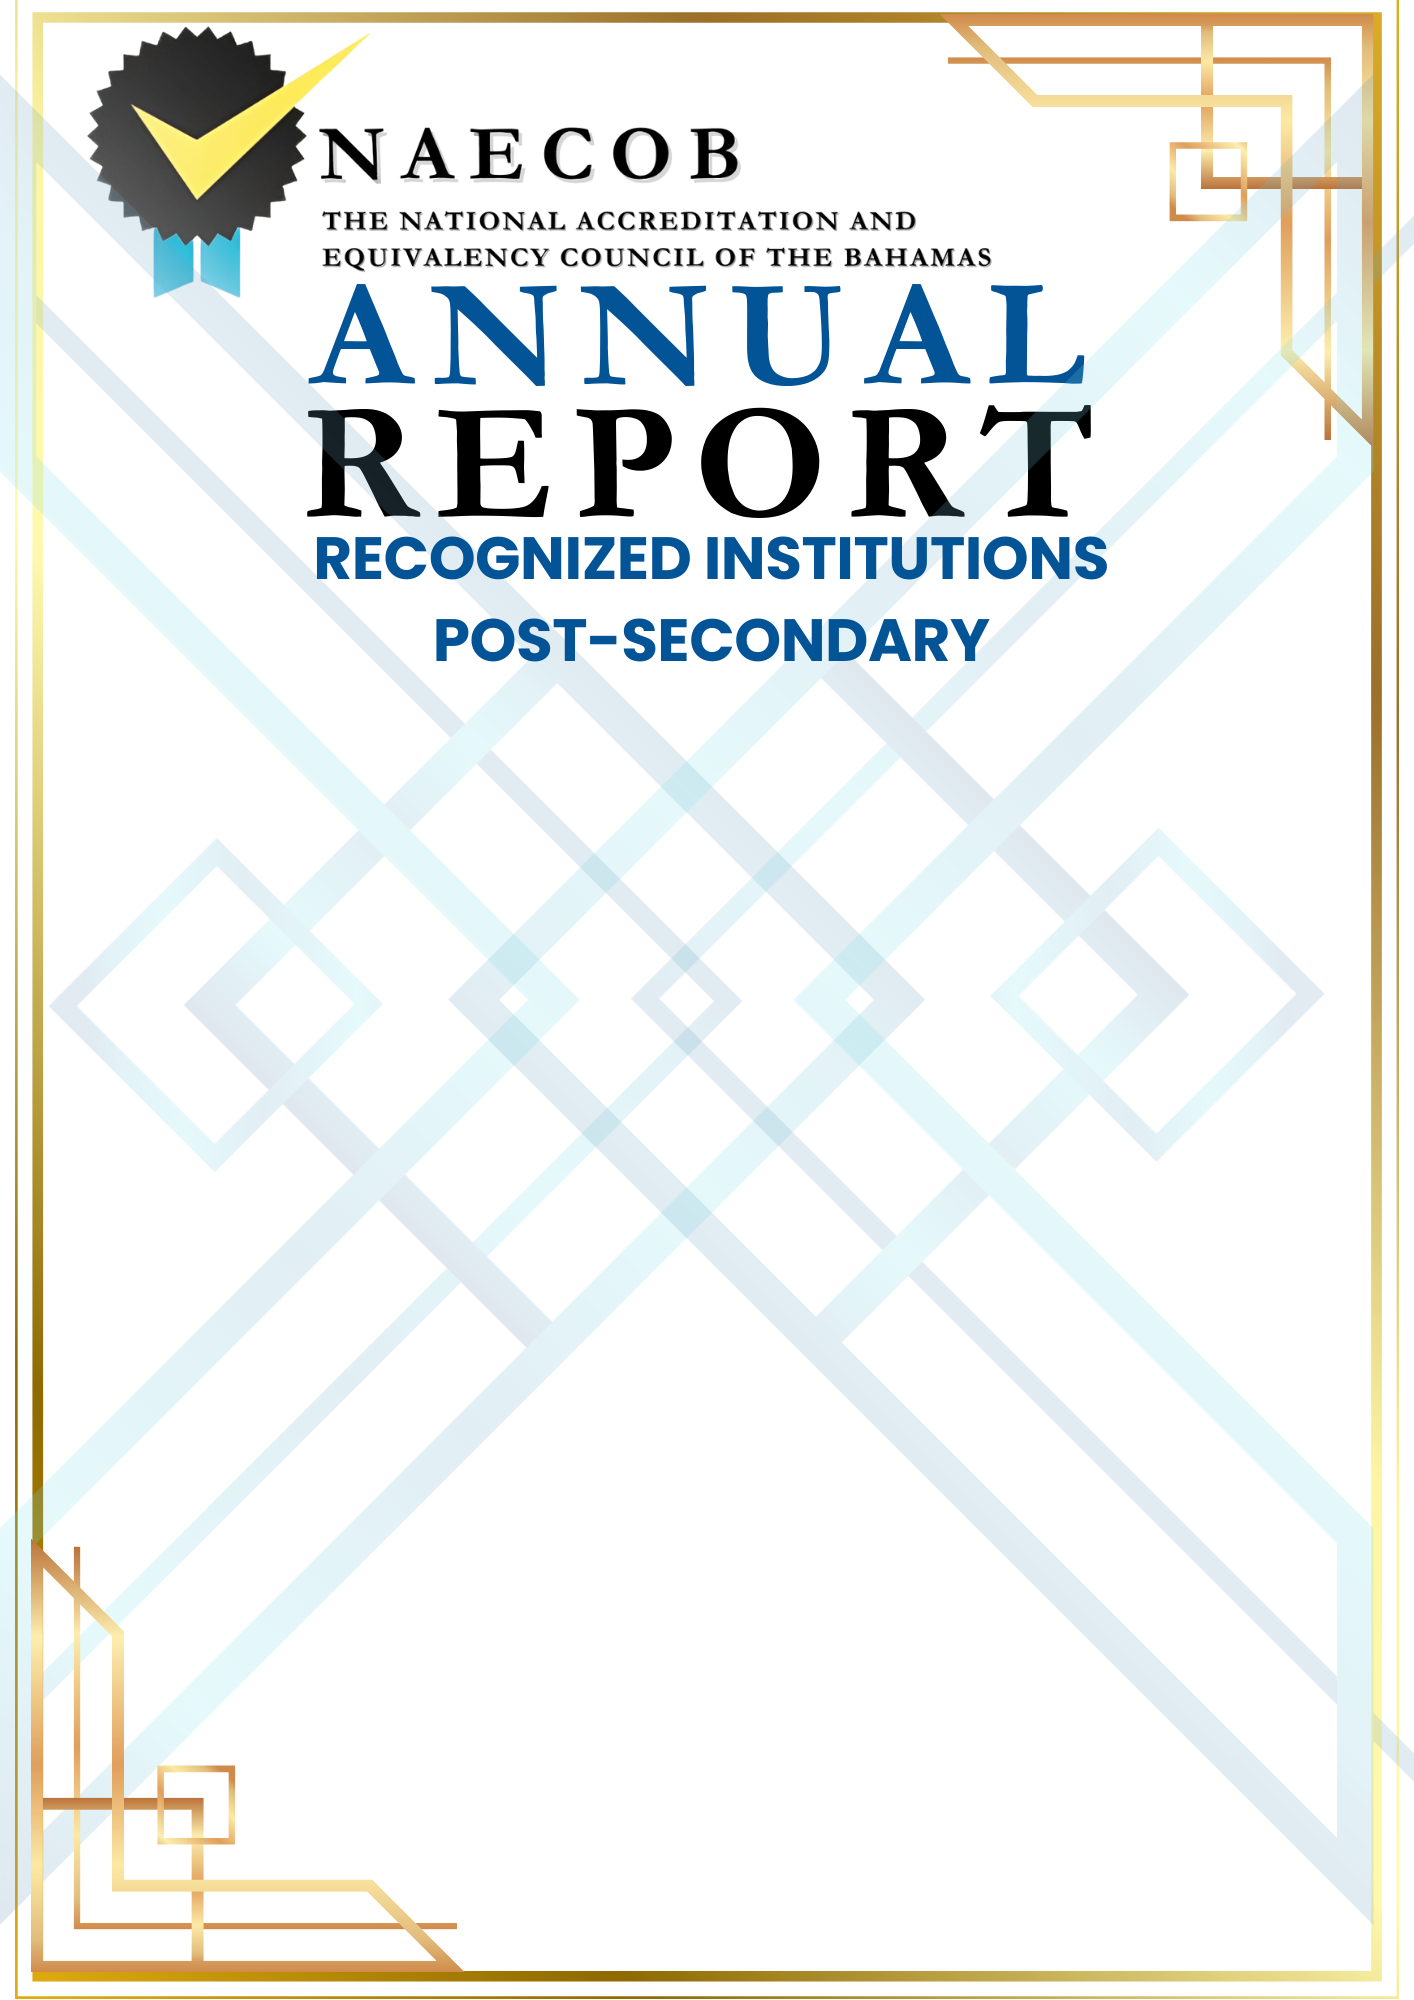 NAECOB
THE NATIONAL ACCREDITATION AND
EQUIVALENCY COUNCIL OF THE BAHAMAS
ANNUAL
REPORT
RECOGNIZED INSTITUTIONS
POST-SECONDARY